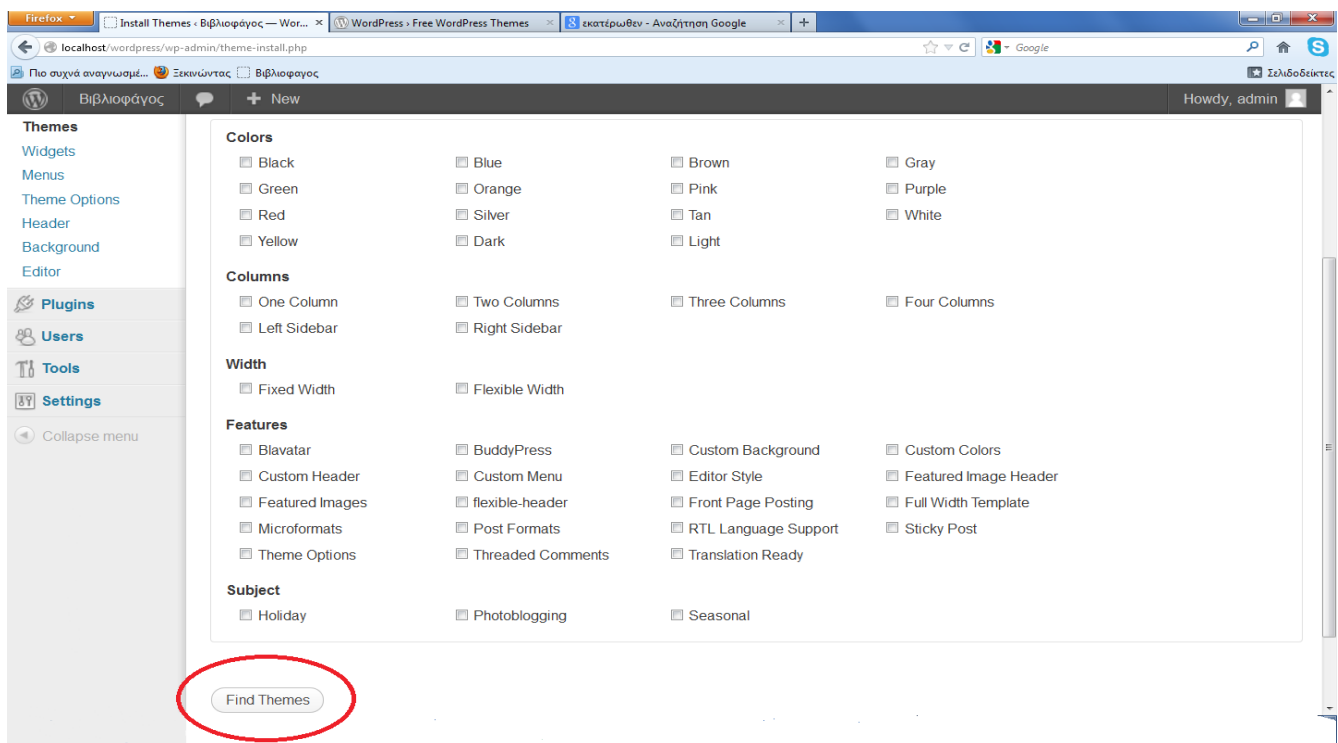 Firefox
Install Themes ‹ Βιβλιοφάγος — Wor...
WordPress › Free WordPress Themes
εκατέρωθεν - Αναζήτηση Google
localhost/wordpress/wp-admin/theme-install.php
Google
Πιο συχνά αναγνωσμέ...
Ξεκινώντας
Βιβλιοφαγος
Σελιδοδείκτες
Βιβλιοφάγος
New
Howdy, admin
Themes
Widgets
Menus
Theme Options
Header
Background
Editor
Plugins
Users
Tools
Settings
Collapse menu
Colors
Black Blue Brown Gray
Green Orange Pink Purple
Red Silver Tan White
Yellow Dark Light
Columns
One Column Two Columns Three Columns Four Columns
Left Sidebar Right Sidebar
Width
Fixed Width Flexible Width
Features
Blavatar BuddyPress Custom Background Custom Colors
Custom Header Custom Menu Editor Style Featured Image Header
Featured Images flexible-header Front Page Posting Full Width Template
Microformats Post Formats RTL Language Support Sticky Post
Theme Options Threaded Comments Translation Ready
Subject
Holiday Photoblogging Seasonal
Find Themes